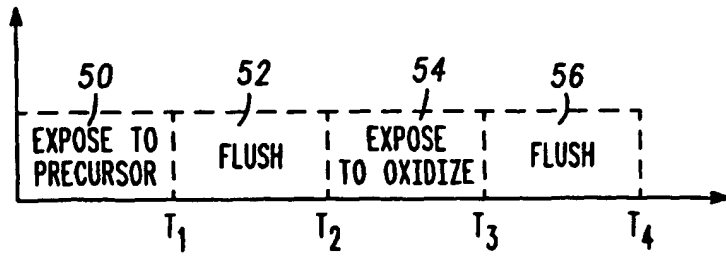 50 52 54 56
EXPOSE TO PRECURSOR
FLUSH
EXPOSE TO OXIDIZE
FLUSH
T1 T2 T3 T4